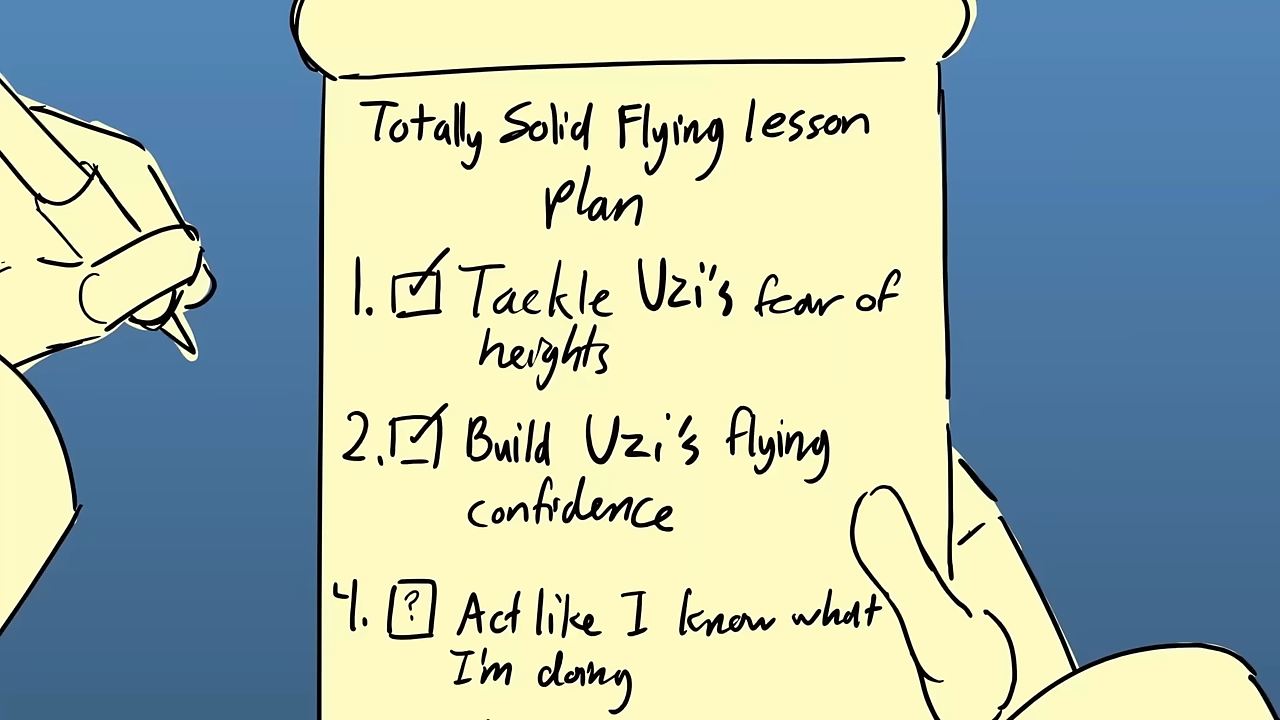 Totally Solid Flying lesson
Plan
1. Tackle Uzi's fear of
heights
2. Build Uzi's flying
confidence
4. ? Act like I know what
I'm doing